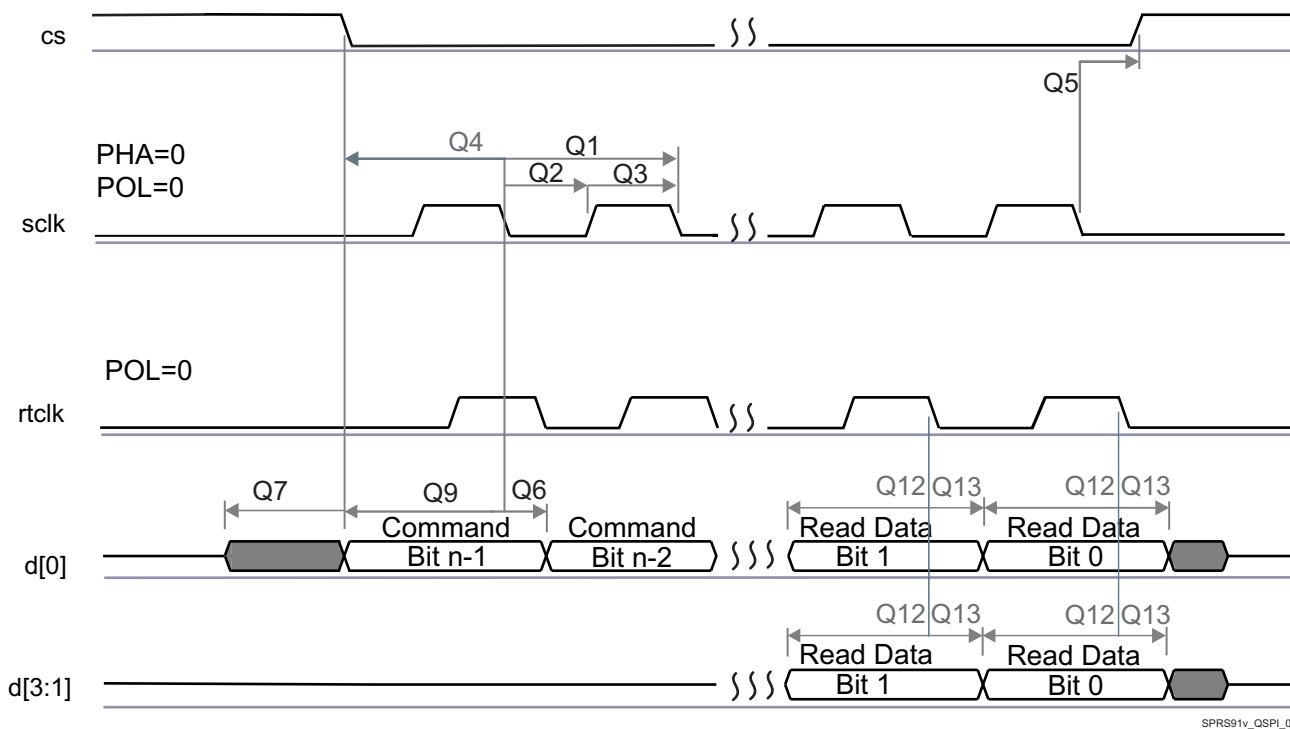 cs
Q5
PHA=0
POL=0
Q4
Q1
Q2
Q3
sclk
POL=0
rtclk
Q7
Q9
Q6
Q12
Q13
Q12
Q13
Command
Command
Read Data
Read Data
d[0]
Bit n-1
Bit n-2
Bit 1
Bit 0
Q12
Q13
Q12
Q13
Read Data
Read Data
d[3:1]
Bit 1
Bit 0